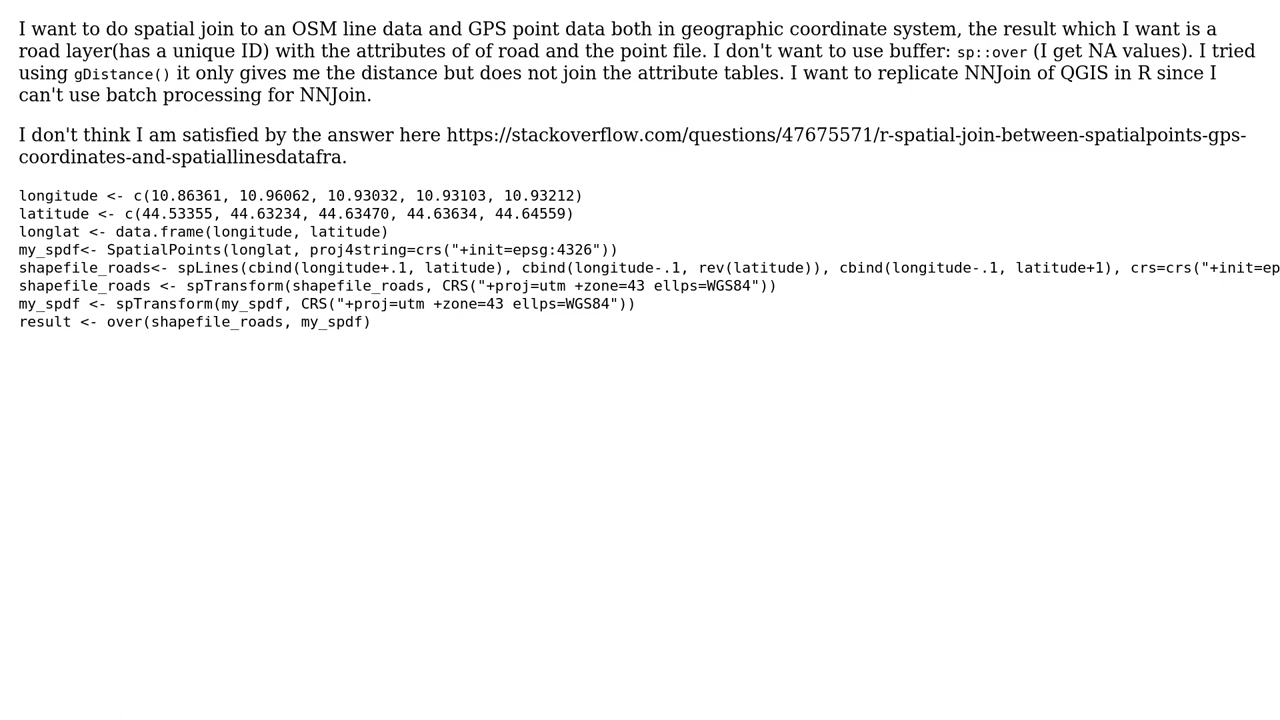 I want to do spatial join to an OSM line data and GPS point data both in geographic coordinate system, the result which I want is a
road layer(has a unique ID) with the attributes of of road and the point file. I don't want to use buffer: sp::over (I get NA values). I tried
using gDistance() it only gives me the distance but does not join the attribute tables. I want to replicate NNJoin of QGIS in R since I
can't use batch processing for NNJoin.
I don't think I am satisfied by the answer here https://stackoverflow.com/questions/47675571/r-spatial-join-between-spatialpoints-gps-
coordinates-and-spatiallinesdatafra.
longitude <- c(10.86361, 10.96062, 10.93032, 10.93103, 10.93212)
latitude <- c(44.53355, 44.63234, 44.63470, 44.63634, 44.64559)
longlat <- data.frame(longitude, latitude)
my_spdf<- SpatialPoints(longlat, proj4string=crs("+init=epsg:4326"))
shapefile_roads<- spLines(cbind(longitude+.1, latitude), cbind(longitude-.1, rev(latitude)), cbind(longitude-.1, latitude+1), crs=crs("+init=ep
shapefile_roads <- spTransform(shapefile_roads, CRS("+proj=utm +zone=43 ellps=WGS84"))
my_spdf <- spTransform(my_spdf, CRS("+proj=utm +zone=43 ellps=WGS84"))
result <- over(shapefile_roads, my_spdf)